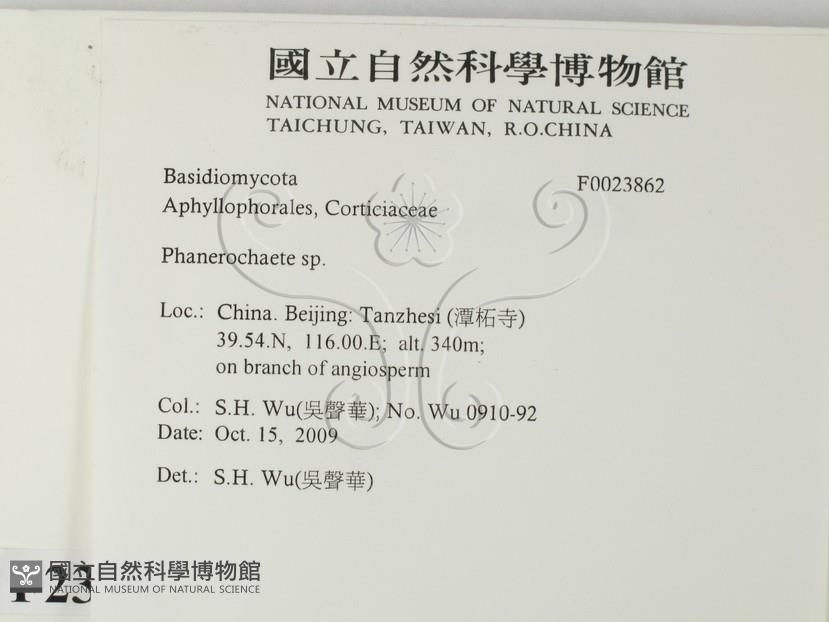 國立自然科學博物館
NATIONAL MUSEUM OF NATURAL SCIENCE
TAICHUNG, TAIWAN, R.O.CHINA
Basidiomycota F0023862
Aphyllophorales, Corticiaceae
Phanerochaete sp.
Loc.: China. Beijing: Tanzhesi (潭柘寺)
39.54.N, 116.00.E; alt. 340m;
on branch of angiosperm
Col.: S.H. Wu(吳聲華); No. Wu 0910-92
Date: Oct. 15, 2009
Det.: S.H. Wu(吳聲華)
國立自然科學博物館
NATIONAL MUSEUM OF NATURAL SCIENCE